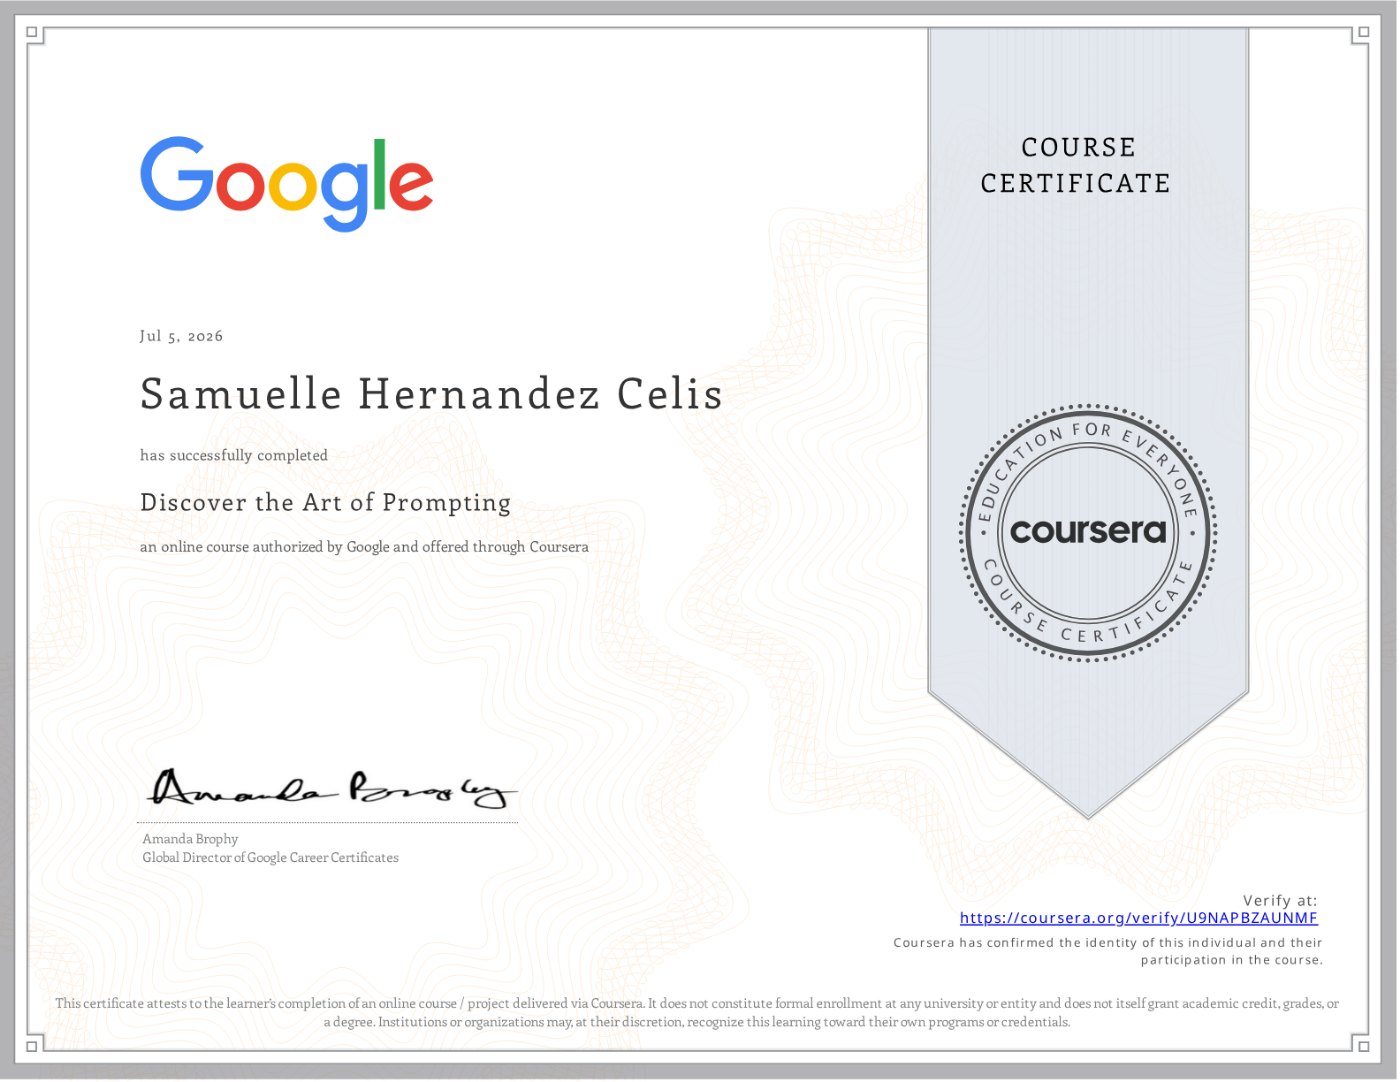 Google
COURSE
CERTIFICATE
Jul 5, 2026
Samuelle Hernandez Celis
has successfully completed
Discover the Art of Prompting
an online course authorized by Google and offered through Coursera
EDUCATION FOR EVERYONE
coursera
COURSE CERTIFICATE
Amanda Brophy
Amanda Brophy
Global Director of Google Career Certificates
Verify at:
https://coursera.org/verify/U9NAPBZAUNMF
Coursera has confirmed the identity of this individual and their
participation in the course.
This certificate attests to the learner's completion of an online course / project delivered via Coursera. It does not constitute formal enrollment at any university or entity and does not itself grant academic credit, grades, or
a degree. Institutions or organizations may, at their discretion, recognize this learning toward their own programs or credentials.